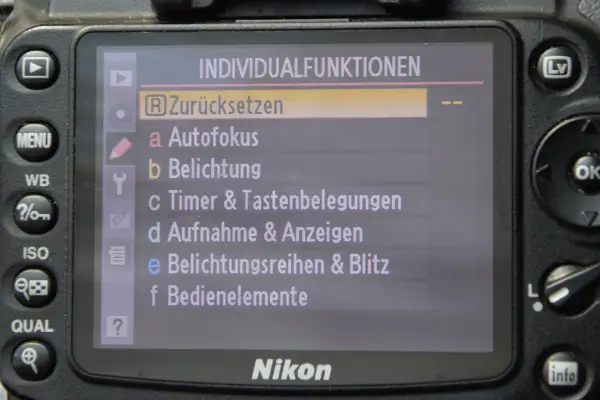 INDIVIDUALFUNKTIONEN
R Zurücksetzen --
a Autofokus
b Belichtung
c Timer & Tastenbelegungen
d Aufnahme & Anzeigen
e Belichtungsreihen & Blitz
f Bedienelemente
?
Nikon
MENU
WB
?/
ISO
QUAL
Lv
OK
L
info